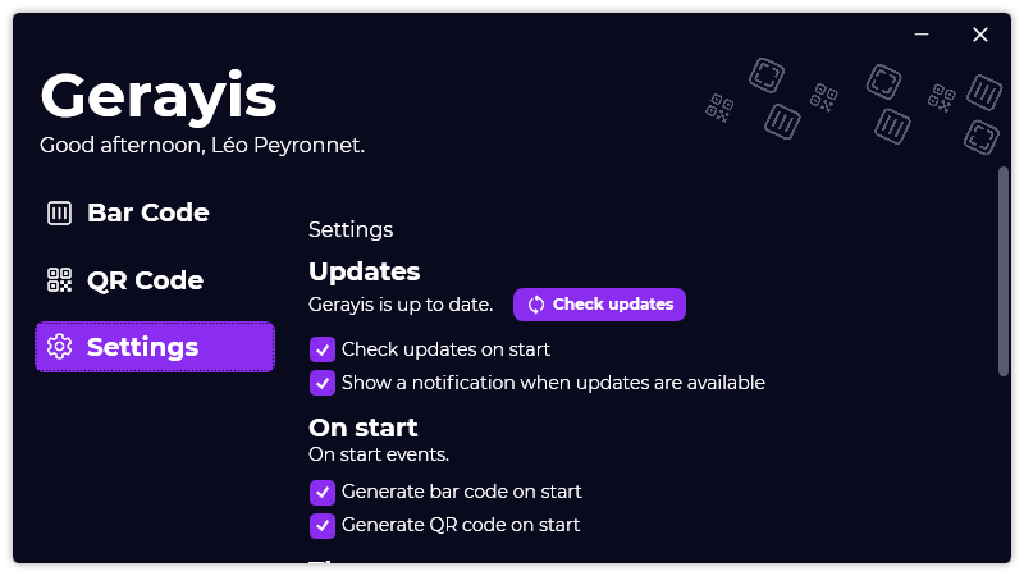 Gerayis
Good afternoon, Léo Peyronnet.
Bar Code
QR Code
Settings
Settings
Updates
Gerayis is up to date.
Check updates
Check updates on start
Show a notification when updates are available
On start
On start events.
Generate bar code on start
Generate QR code on start